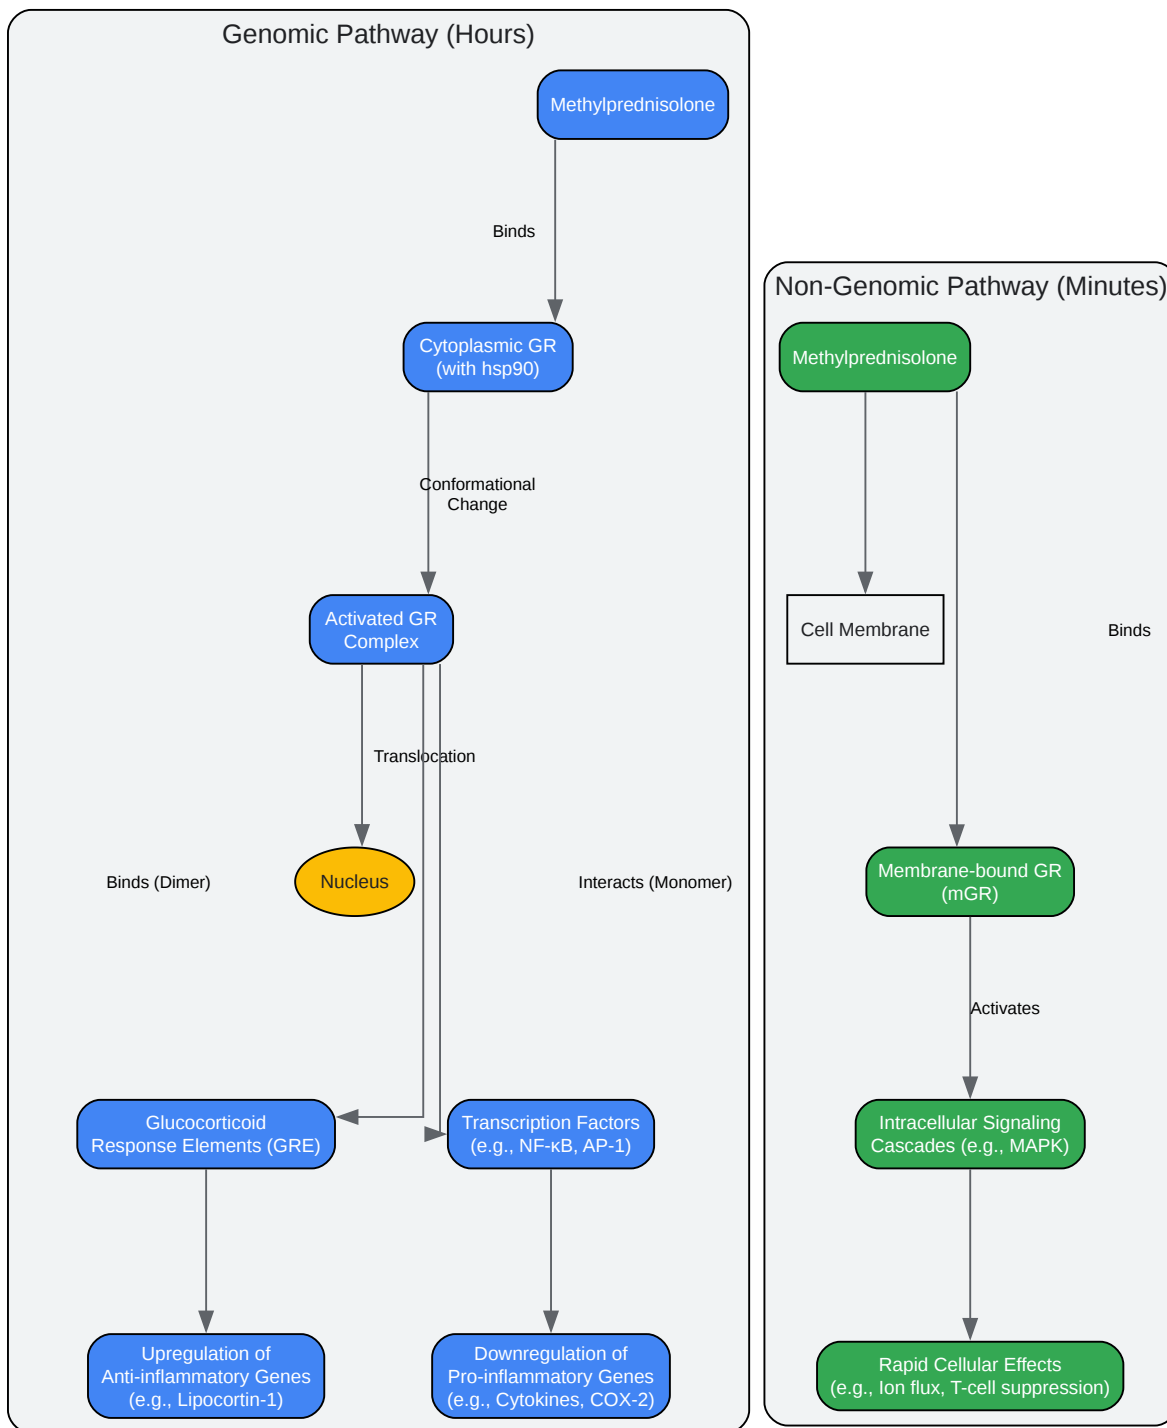 Genomic Pathway (Hours)
Methylprednisolone
Binds
Cytoplasmic GR
(with hsp90)
Conformational
Change
Activated GR
Complex
Translocation
Binds (Dimer)
Nucleus
Interacts (Monomer)
Glucocorticoid
Response Elements (GRE)
Transcription Factors
(e.g., NF-κB, AP-1)
Upregulation of
Anti-inflammatory Genes
(e.g., Lipocortin-1)
Downregulation of
Pro-inflammatory Genes
(e.g., Cytokines, COX-2)
Non-Genomic Pathway (Minutes)
Methylprednisolone
Cell Membrane
Binds
Membrane-bound GR
(mGR)
Activates
Intracellular Signaling
Cascades (e.g., MAPK)
Rapid Cellular Effects
(e.g., Ion flux, T-cell suppression)